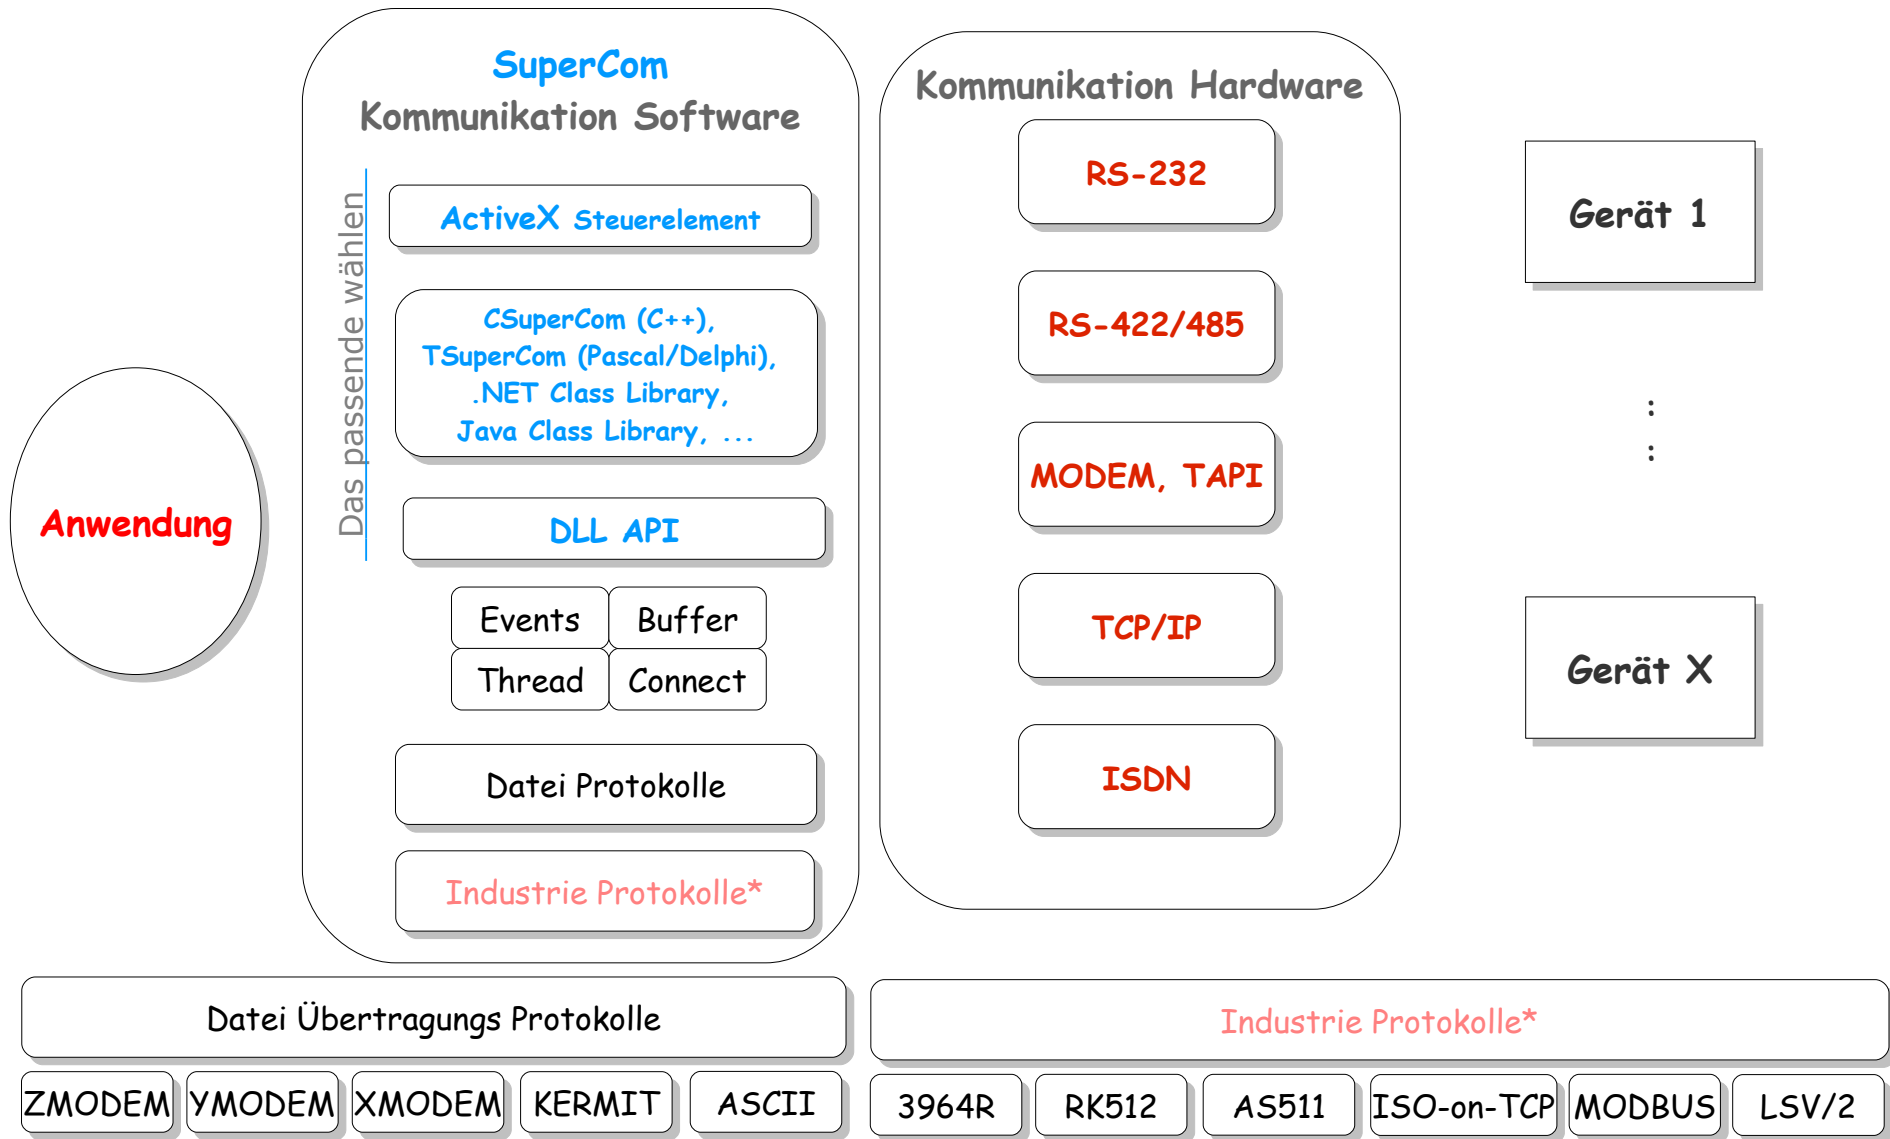 SuperCom
Kommunikation Software
Das passende wählen
ActiveX Steuerelement
CSuperCom (C++),
TSuperCom (Pascal/Delphi),
.NET Class Library,
Java Class Library, ...
DLL API
Events
Buffer
Thread
Connect
Datei Protokolle
Industrie Protokolle*
Anwendung
Kommunikation Hardware
RS-232
RS-422/485
MODEM, TAPI
TCP/IP
ISDN
Gerät 1
:
:
Gerät X
Datei Übertragungs Protokolle
ZMODEM
YMODEM
XMODEM
KERMIT
ASCII
Industrie Protokolle*
3964R
RK512
AS511
ISO-on-TCP
MODBUS
LSV/2